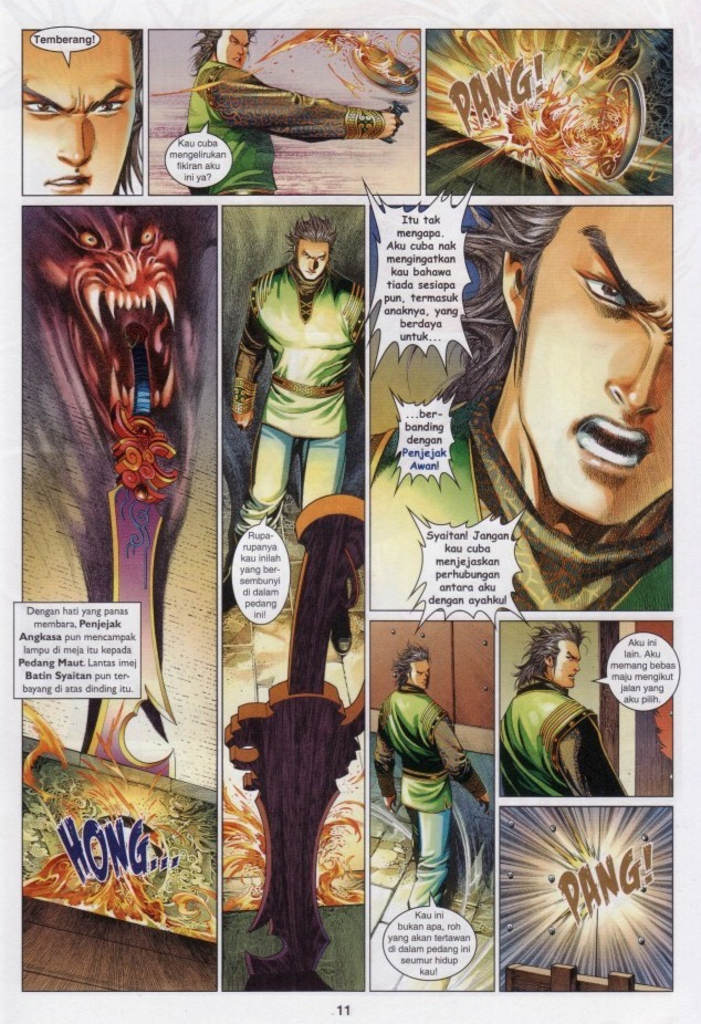 Temberang!
Kau cuba
mengelirukan
fikiran aku
ini ya?
PANG!
Itu tak
mengapa.
Aku cuba nak
mengingatkan
kau bahawa
tiada sesiapa
pun, termasuk
anaknya, yang
berdaya
untuk...
...ber-
banding
dengan
Penjejak
Awan!
Syaitan! Jangan
kau cuba
menjejaskan
perhubungan
antara aku
dengan ayahku!
Dengan hati yang panas
membara, Penjejak
Angkasa pun mencampak
lampu di meja itu kepada
Pedang Maut. Lantas imej
Batin Syaitan pun ter-
bayang di atas dinding itu.
HONG...
Rupa-
rupanya
kau inilah
yang ber-
sembunyi
di dalam
pedang
ini!
Kau ini
bukan apa, roh
yang akan tertawan
di dalam pedang ini
seumur hidup
kau!
Aku ini
lain. Aku
memang bebas
maju mengikut
jalan yang
aku pilih.
PANG!
11